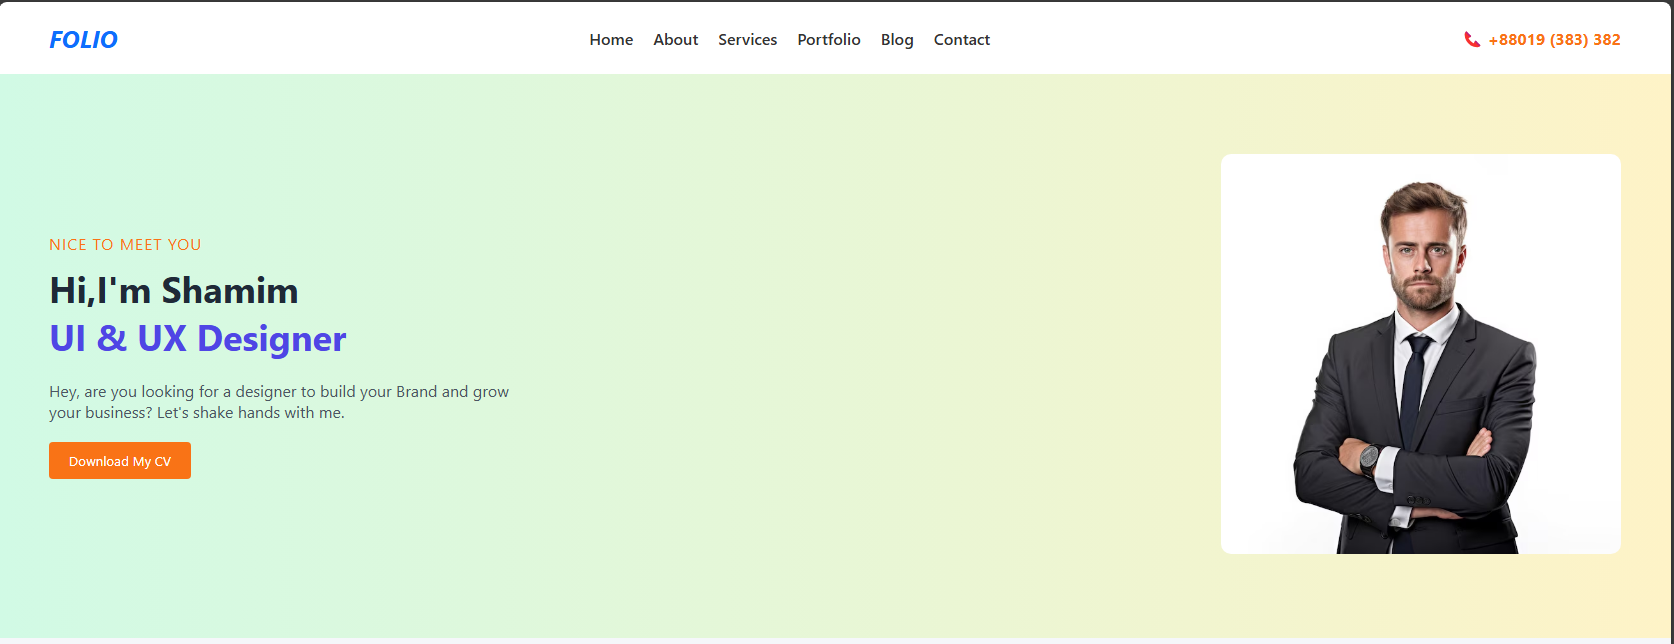 FOLIO
Home About Services Portfolio Blog Contact
+88019 (383) 382
NICE TO MEET YOU
Hi,I'm Shamim
UI & UX Designer
Hey, are you looking for a designer to build your Brand and grow
your business? Let's shake hands with me.
Download My CV